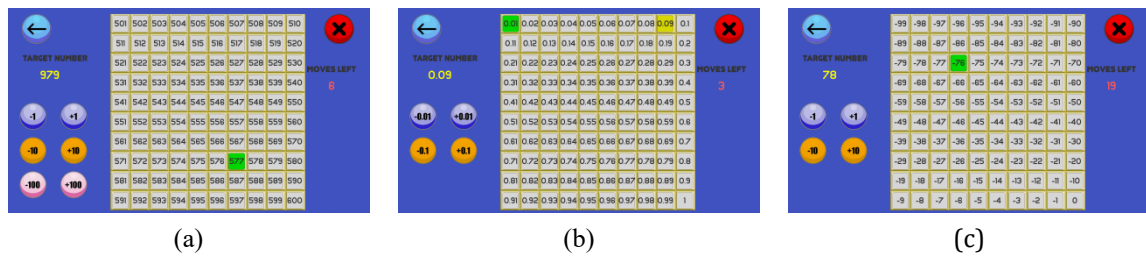 TARGET NUMBER
979
-1 +1
-10 +10
-100 +100
501 502 503 504 505 506 507 508 509 510
511 512 513 514 515 516 517 518 519 520
521 522 523 524 525 526 527 528 529 530
531 532 533 534 535 536 537 538 539 540
541 542 543 544 545 546 547 548 549 550
551 552 553 554 555 556 557 558 559 560
561 562 563 564 565 566 567 568 569 570
571 572 573 574 575 576 577 578 579 580
581 582 583 584 585 586 587 588 589 590
591 592 593 594 595 596 597 598 599 600
MOVES LEFT
6
(a)
TARGET NUMBER
0.09
-0.01 +0.01
-0.1 +0.1
0.01 0.02 0.03 0.04 0.05 0.06 0.07 0.08 0.09 0.1
0.11 0.12 0.13 0.14 0.15 0.16 0.17 0.18 0.19 0.2
0.21 0.22 0.23 0.24 0.25 0.26 0.27 0.28 0.29 0.3
0.31 0.32 0.33 0.34 0.35 0.36 0.37 0.38 0.39 0.4
0.41 0.42 0.43 0.44 0.45 0.46 0.47 0.48 0.49 0.5
0.51 0.52 0.53 0.54 0.55 0.56 0.57 0.58 0.59 0.6
0.61 0.62 0.63 0.64 0.65 0.66 0.67 0.68 0.69 0.7
0.71 0.72 0.73 0.74 0.75 0.76 0.77 0.78 0.79 0.8
0.81 0.82 0.83 0.84 0.85 0.86 0.87 0.88 0.89 0.9
0.91 0.92 0.93 0.94 0.95 0.96 0.97 0.98 0.99 1
MOVES LEFT
3
(b)
TARGET NUMBER
78
-1 +1
-10 +10
-99 -98 -97 -96 -95 -94 -93 -92 -91 -90
-89 -88 -87 -86 -85 -84 -83 -82 -81 -80
-79 -78 -77 -76 -75 -74 -73 -72 -71 -70
-69 -68 -67 -66 -65 -64 -63 -62 -61 -60
-59 -58 -57 -56 -55 -54 -53 -52 -51 -50
-49 -48 -47 -46 -45 -44 -43 -42 -41 -40
-39 -38 -37 -36 -35 -34 -33 -32 -31 -30
-29 -28 -27 -26 -25 -24 -23 -22 -21 -20
-19 -18 -17 -16 -15 -14 -13 -12 -11 -10
-9 -8 -7 -6 -5 -4 -3 -2 -1 0
MOVES LEFT
19
(c)